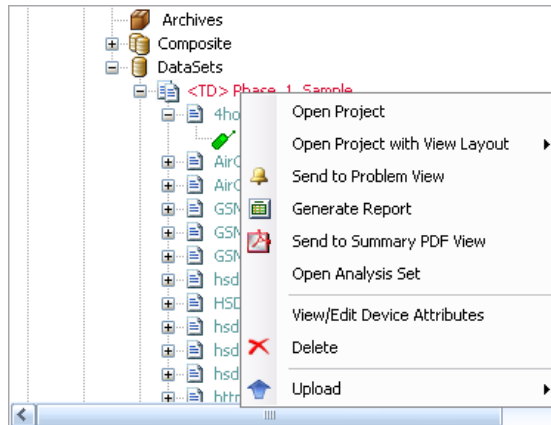 Archives
Composite
DataSets
<TD> Phase_1_Sample
4ho
Open Project
Open Project with View Layout
AirC
Send to Problem View
AirC
GSM
Generate Report
GSM
Send to Summary PDF View
GSM
hsd
Open Analysis Set
HSD
hsd
View/Edit Device Attributes
hsd
Delete
hsd
http
Upload